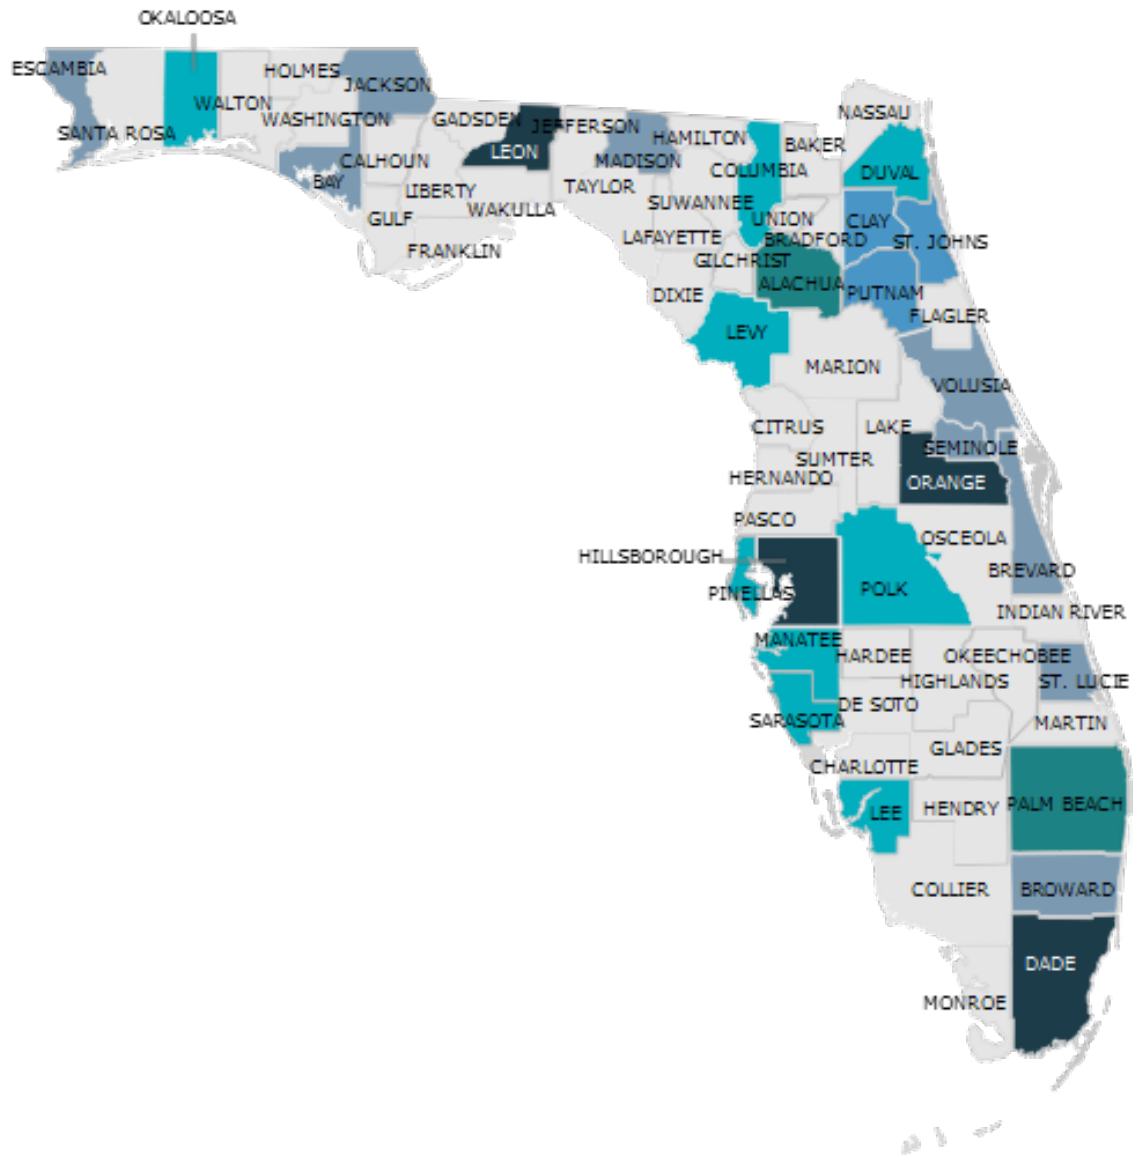 OKALOOSA
ESCAMBIA
HOLMES
JACKSON
WALTON
WASHINGTON
SANTA ROSA
GADSDEN
JEFFERSON
LEON
HAMILTON
NASSAU
BAKER
BAY
CALHOUN
MADISON
COLUMBIA
DUVAL
LIBERTY
TAYLOR
SUWANNEE
GULF
WAKULLA
UNION
CLAY
FRANKLIN
LAFAYETTE
BRADFORD
ST. JOHNS
GILCHRIST
ALACHUA
DIXIE
PUTNAM
FLAGLER
LEVY
MARION
VOLUSIA
CITRUS
LAKE
SEMINOLE
SUMTER
HERNANDO
ORANGE
PASCO
OSCEOLA
HILLSBOROUGH
BREVARD
PINELLAS
POLK
INDIAN RIVER
MANATEE
HARDEE
OKEECHOBEE
HIGHLANDS
ST. LUCIE
DE SOTO
SARASOTA
MARTIN
GLADES
CHARLOTTE
LEE
HENDRY
PALM BEACH
COLLIER
BROWARD
DADE
MONROE